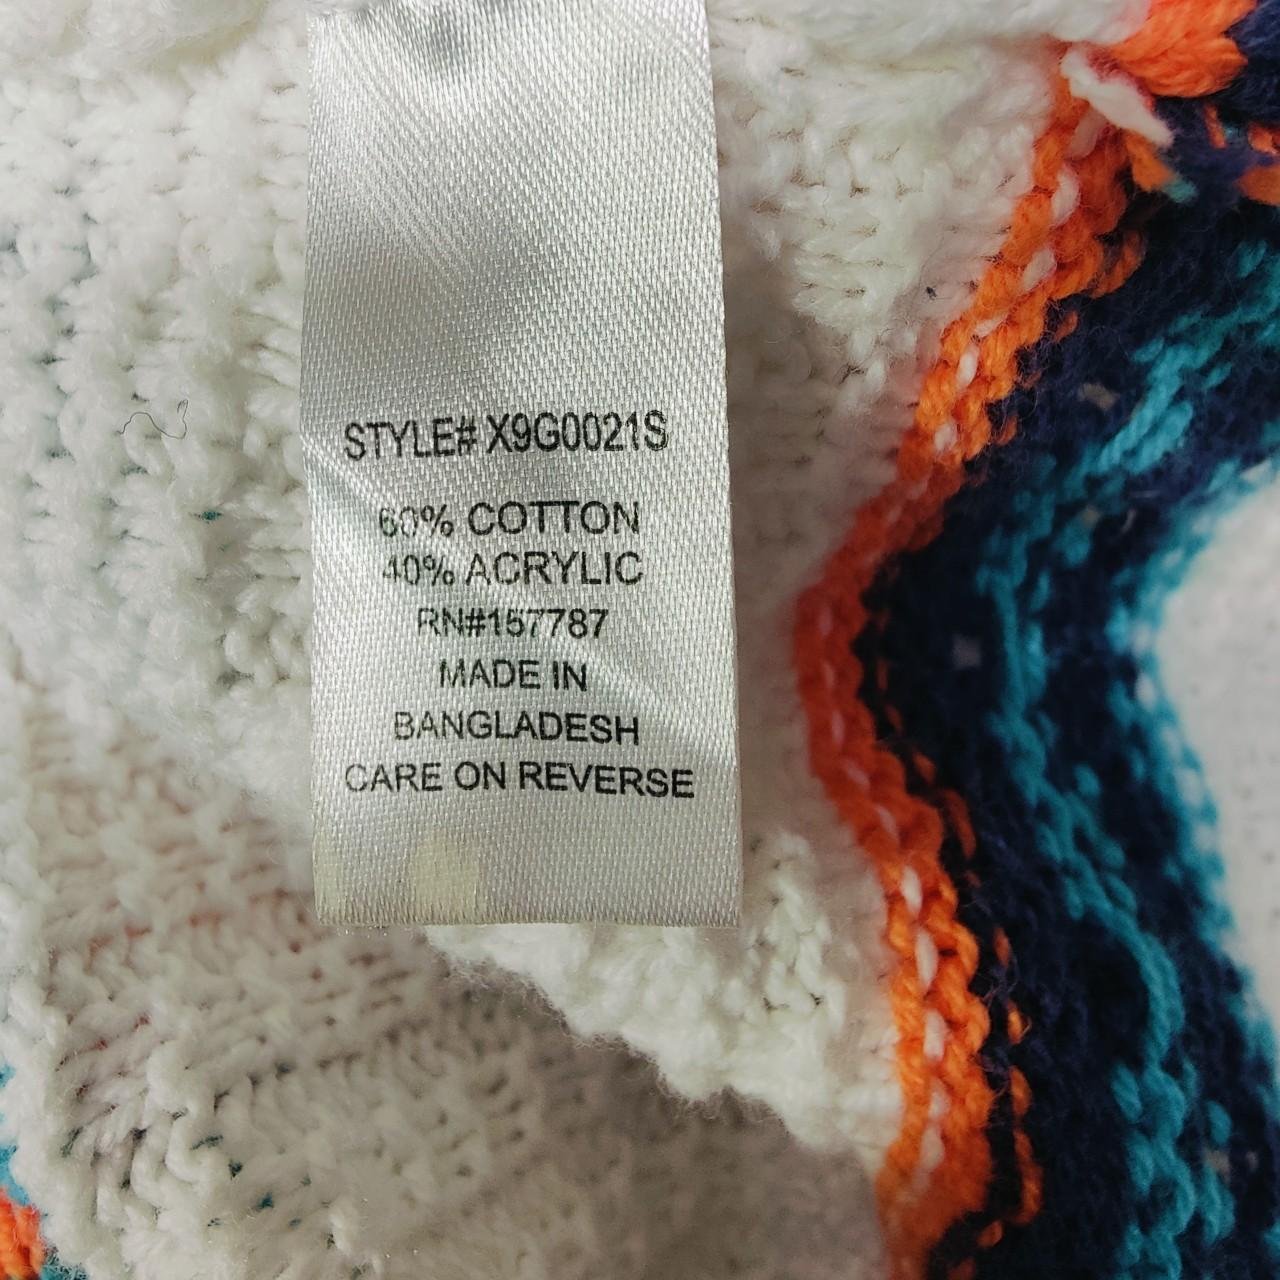 STYLE# X9G0021S
60% COTTON
40% ACRYLIC
RN#157787
MADE IN
BANGLADESH
CARE ON REVERSE